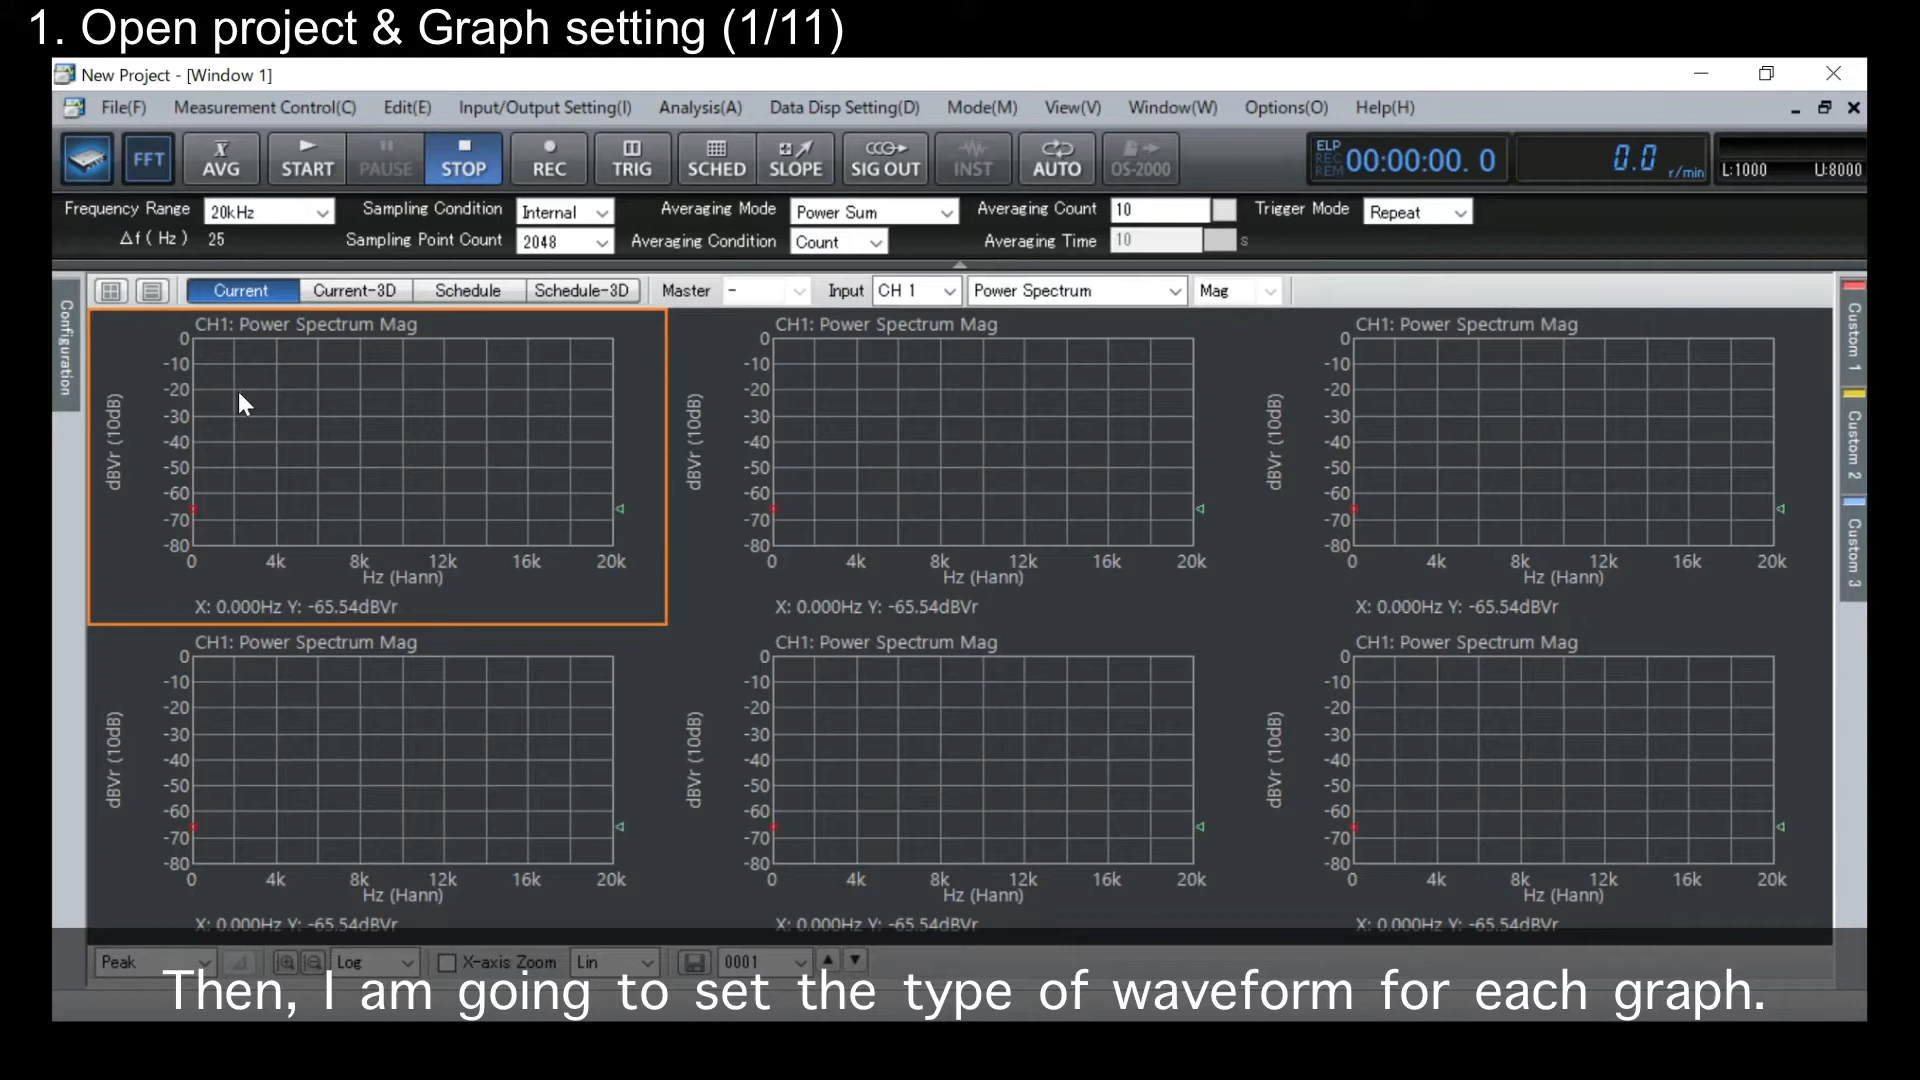 1. Open project & Graph setting (1/11)
New Project - [Window 1]
File(F) Measurement Control(C) Edit(E) Input/Output Setting(I) Analysis(A) Data Disp Setting(D) Mode(M) View(V) Window(W) Options(O) Help(H)
FFT X AVG START PAUSE STOP REC TRIG SCHED SLOPE SIG OUT INST AUTO OS-2000 ELP REC REM 00:00:00. 0 0.0 r/min L:1000 U:8000
Frequency Range 20kHz Sampling Condition Internal Averaging Mode Power Sum Averaging Count 10 Trigger Mode Repeat
Δf ( Hz ) 25 Sampling Point Count 2048 Averaging Condition Count Averaging Time 10 s
Current Current-3D Schedule Schedule-3D Master - Input CH 1 Power Spectrum Mag
Configuration
Custom 1
Custom 2
Custom 3
CH1: Power Spectrum Mag
0
-10
-20
-30
-40
-50
-60
-70
-80
dBVr (10dB)
0 4k 8k 12k 16k 20k
Hz (Hann)
X: 0.000Hz Y: -65.54dBVr
CH1: Power Spectrum Mag
0
-10
-20
-30
-40
-50
-60
-70
-80
dBVr (10dB)
0 4k 8k 12k 16k 20k
Hz (Hann)
X: 0.000Hz Y: -65.54dBVr
CH1: Power Spectrum Mag
0
-10
-20
-30
-40
-50
-60
-70
-80
dBVr (10dB)
0 4k 8k 12k 16k 20k
Hz (Hann)
X: 0.000Hz Y: -65.54dBVr
CH1: Power Spectrum Mag
0
-10
-20
-30
-40
-50
-60
-70
-80
dBVr (10dB)
0 4k 8k 12k 16k 20k
Hz (Hann)
X: 0.000Hz Y: -65.54dBVr
CH1: Power Spectrum Mag
0
-10
-20
-30
-40
-50
-60
-70
-80
dBVr (10dB)
0 4k 8k 12k 16k 20k
Hz (Hann)
X: 0.000Hz Y: -65.54dBVr
CH1: Power Spectrum Mag
0
-10
-20
-30
-40
-50
-60
-70
-80
dBVr (10dB)
0 4k 8k 12k 16k 20k
Hz (Hann)
X: 0.000Hz Y: -65.54dBVr
Peak Log X-axis Zoom Lin 0001
Then, I am going to set the type of waveform for each graph.